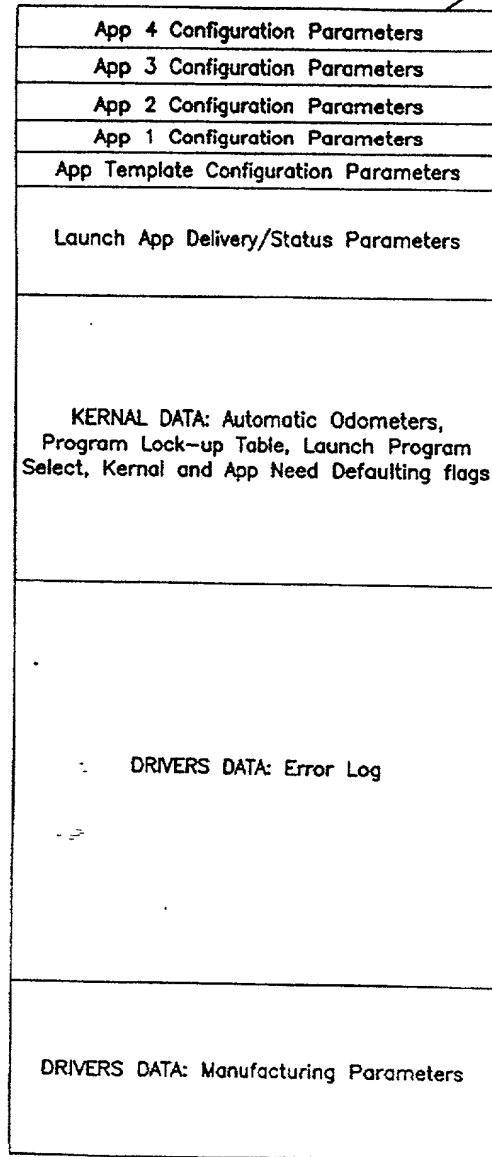 App 4 Configuration Parameters
App 3 Configuration Parameters
App 2 Configuration Parameters
App 1 Configuration Parameters
App Template Configuration Parameters
Launch App Delivery/Status Parameters
KERNAL DATA: Automatic Odometers,
Program Lock-up Table, Launch Program
Select, Kernal and App Need Defaulting flags
DRIVERS DATA: Error Log
DRIVERS DATA: Manufacturing Parameters